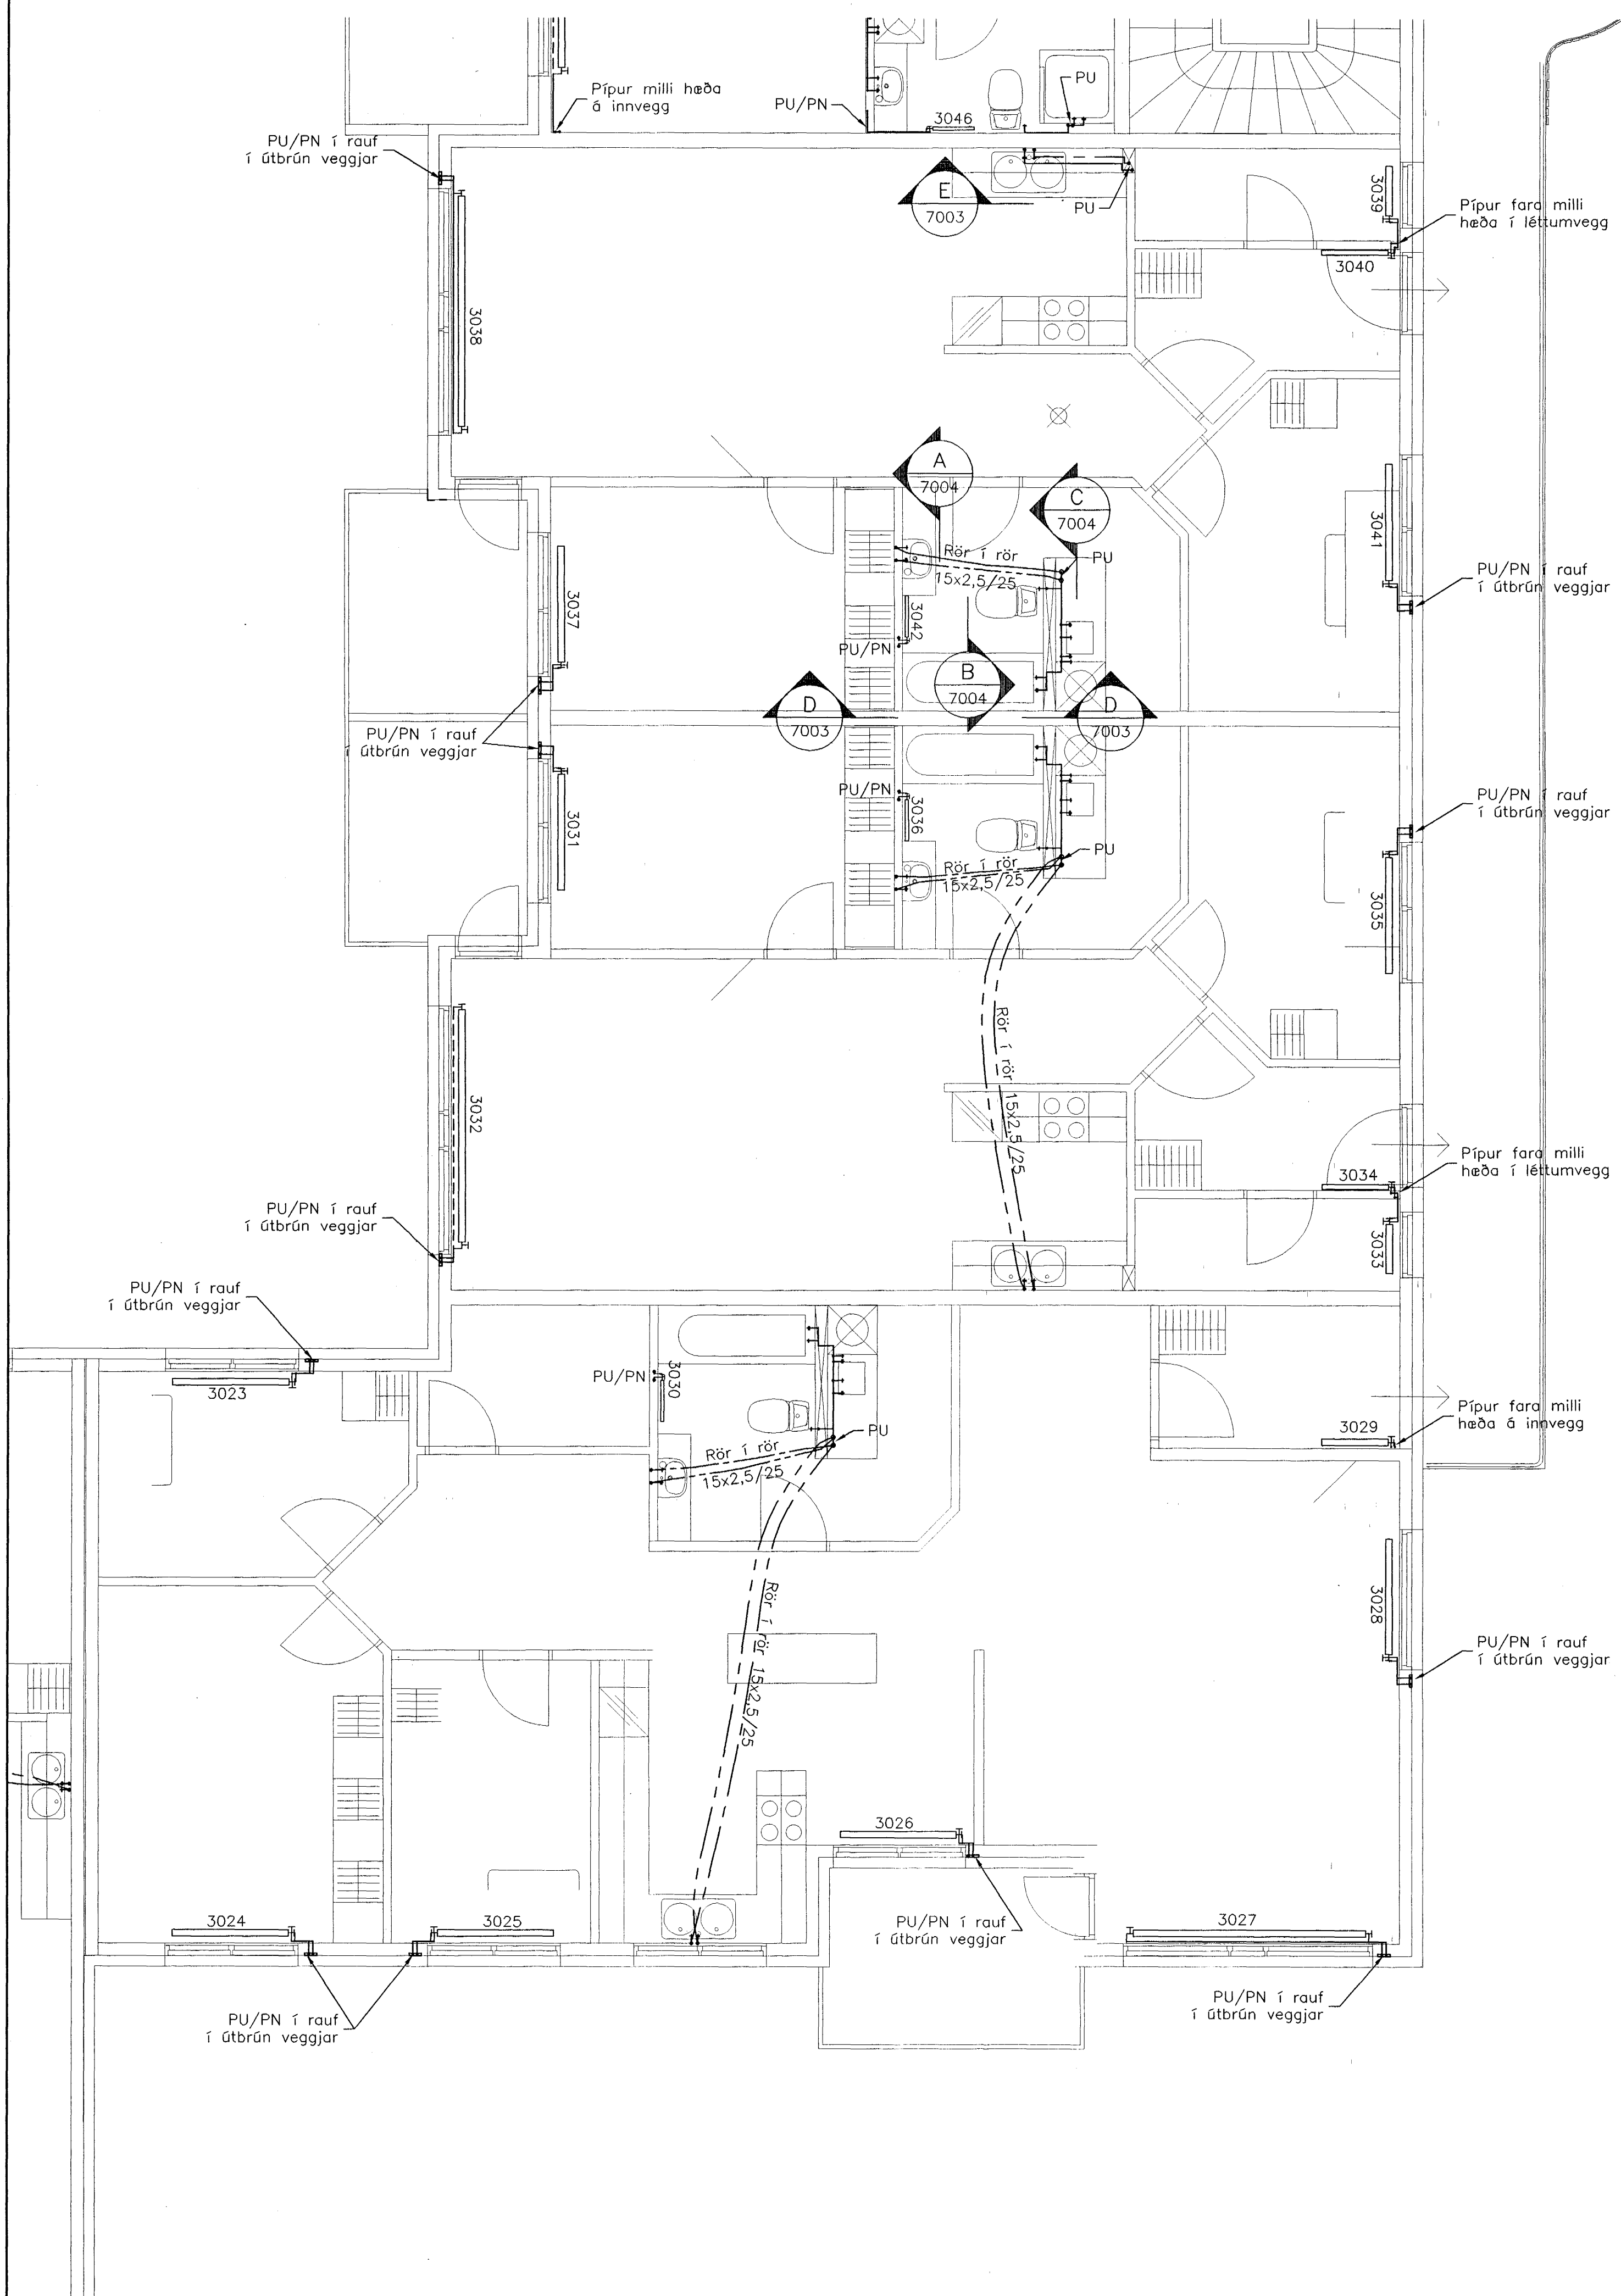 Pípur milli hæða
á innvegg
PU/PN
PU
3046
PU/PN í rauf
í útbrún veggjar
E
7003
PU
3039
Pípur fara milli
hæða í léttumvegg
3040
3038
A
7004
C
7004
3041
Rör í rör
15x2,5/25
PU
PU/PN í rauf
í útbrún veggjar
3037
3042
PU/PN
B
7004
D
7003
D
7003
PU/PN í rauf
í útbrún veggjar
PU/PN
3036
3031
PU/PN í rauf
í útbrún veggjar
PU
Rör í rör
15x2,5/25
3035
Rör í rör 15x2,5/25
3032
3034
Pípur fara milli
hæða í léttumvegg
PU/PN í rauf
í útbrún veggjar
3033
PU/PN í rauf
í útbrún veggjar
3023
PU/PN
3030
PU
Rör í rör
15x2,5/25
3029
Pípur fara milli
hæða á innvegg
Rör í rör 15x2,5/25
3028
PU/PN í rauf
í útbrún veggjar
3026
3024
3025
PU/PN í rauf
í útbrún veggjar
3027
PU/PN í rauf
í útbrún veggjar
PU/PN í rauf
í útbrún veggjar